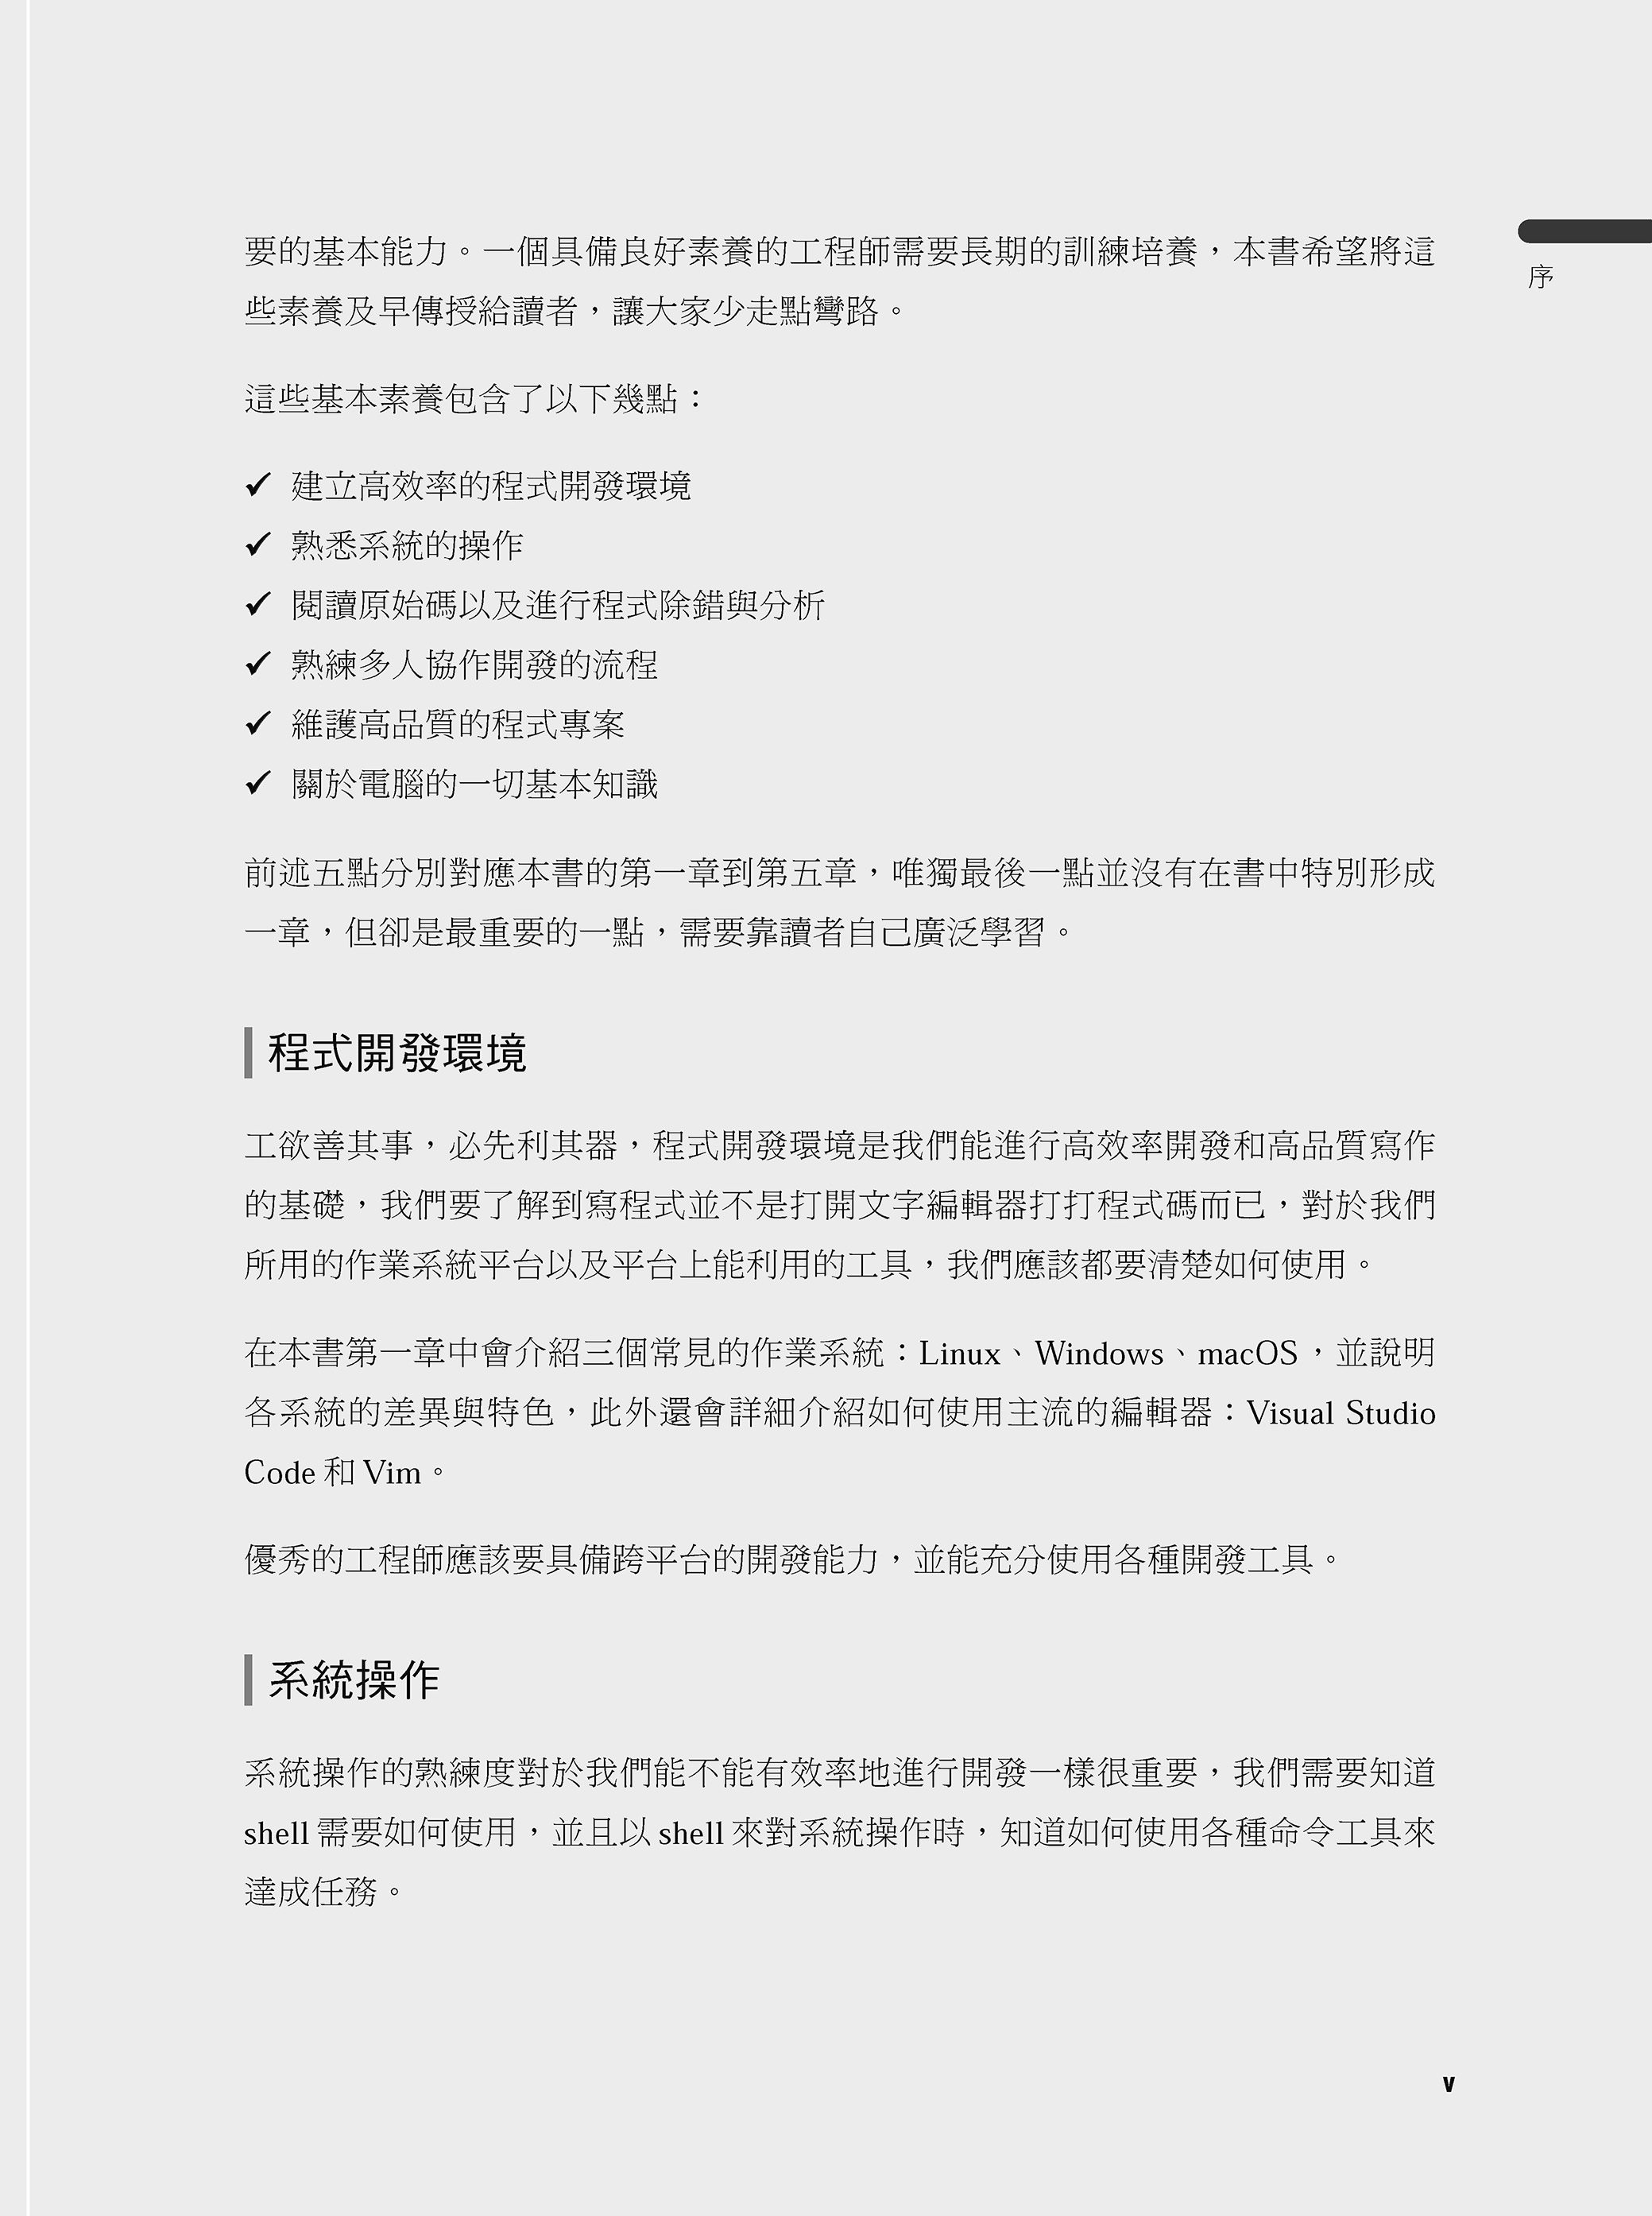 要的基本能力。一個具備良好素養的工程師需要長期的訓練培養，本書希望將這
些素養及早傳授給讀者，讓大家少走點彎路。
序
這些基本素養包含了以下幾點：
✓ 建立高效率的程式開發環境
✓ 熟悉系統的操作
✓ 閱讀原始碼以及進行程式除錯與分析
✓ 熟練多人協作開發的流程
✓ 維護高品質的程式專案
✓ 關於電腦的一切基本知識
前述五點分別對應本書的第一章到第五章，唯獨最後一點並沒有在書中特別形成
一章，但卻是最重要的一點，需要靠讀者自己廣泛學習。
程式開發環境
工欲善其事，必先利其器，程式開發環境是我們能進行高效率開發和高品質寫作
的基礎，我們要了解到寫程式並不是打開文字編輯器打打程式碼而已，對於我們
所用的作業系統平台以及平台上能利用的工具，我們應該都要清楚如何使用。
在本書第一章中會介紹三個常見的作業系統：Linux、Windows、macOS，並說明
各系統的差異與特色，此外還會詳細介紹如何使用主流的編輯器：Visual Studio
Code 和 Vim。
優秀的工程師應該要具備跨平台的開發能力，並能充分使用各種開發工具。
系統操作
系統操作的熟練度對於我們能不能有效率地進行開發一樣很重要，我們需要知道
shell 需要如何使用，並且以 shell 來對系統操作時，知道如何使用各種命令工具來
達成任務。
v